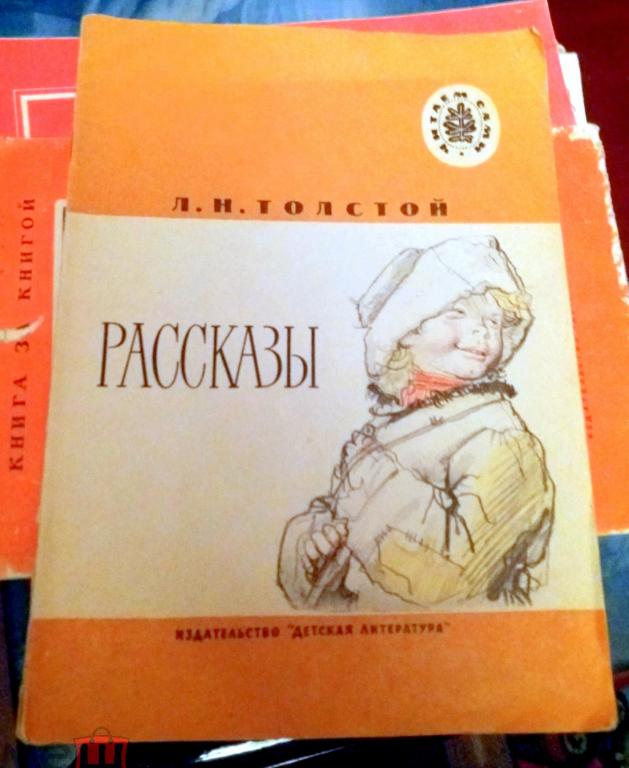 ЧИТАЕМ САМИ
Л.Н.ТОЛСТОЙ
РАССКАЗЫ
ИЗДАТЕЛЬСТВО "ДЕТСКАЯ ЛИТЕРАТУРА"
КНИГА ЗА КНИГОЙ